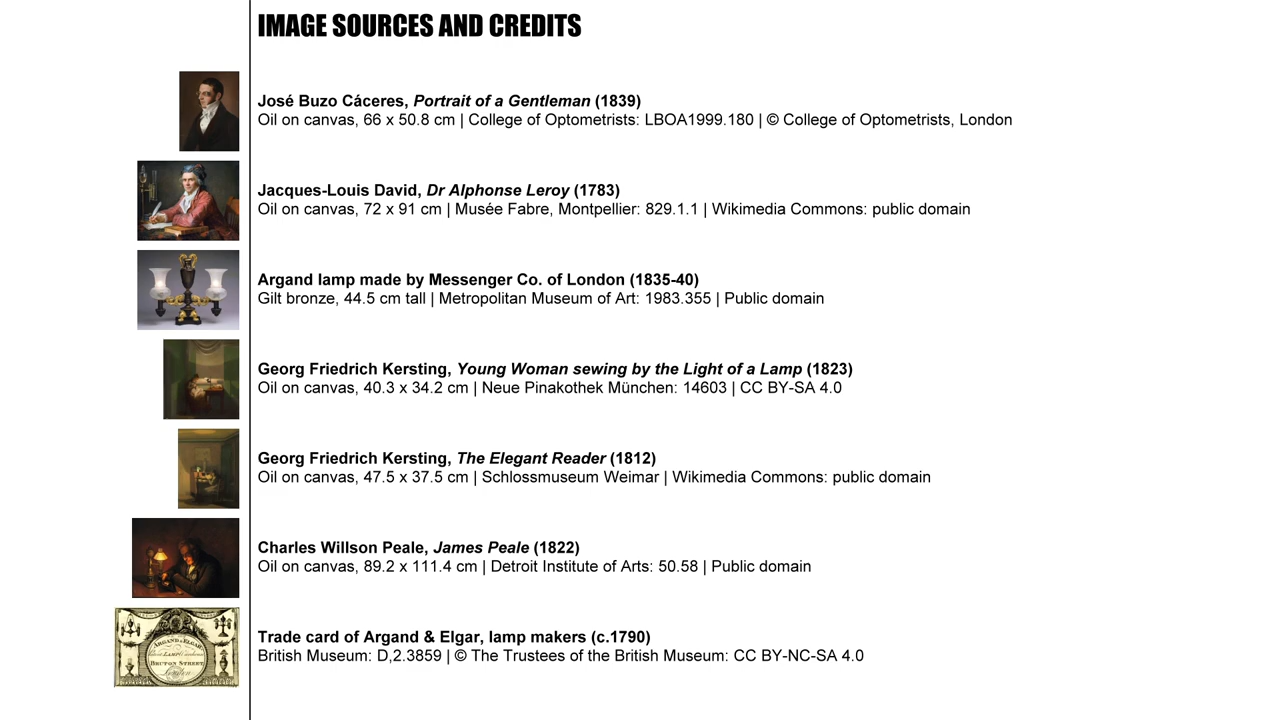 IMAGE SOURCES AND CREDITS
José Buzo Cáceres, Portrait of a Gentleman (1839)
Oil on canvas, 66 x 50.8 cm | College of Optometrists: LBOA1999.180 | © College of Optometrists, London
Jacques-Louis David, Dr Alphonse Leroy (1783)
Oil on canvas, 72 x 91 cm | Musée Fabre, Montpellier: 829.1.1 | Wikimedia Commons: public domain
Argand lamp made by Messenger Co. of London (1835-40)
Gilt bronze, 44.5 cm tall | Metropolitan Museum of Art: 1983.355 | Public domain
Georg Friedrich Kersting, Young Woman sewing by the Light of a Lamp (1823)
Oil on canvas, 40.3 x 34.2 cm | Neue Pinakothek München: 14603 | CC BY-SA 4.0
Georg Friedrich Kersting, The Elegant Reader (1812)
Oil on canvas, 47.5 x 37.5 cm | Schlossmuseum Weimar | Wikimedia Commons: public domain
Charles Willson Peale, James Peale (1822)
Oil on canvas, 89.2 x 111.4 cm | Detroit Institute of Arts: 50.58 | Public domain
ARGAND & ELGAR
BRUTON STREET
London
Trade card of Argand & Elgar, lamp makers (c.1790)
British Museum: D,2.3859 | © The Trustees of the British Museum: CC BY-NC-SA 4.0